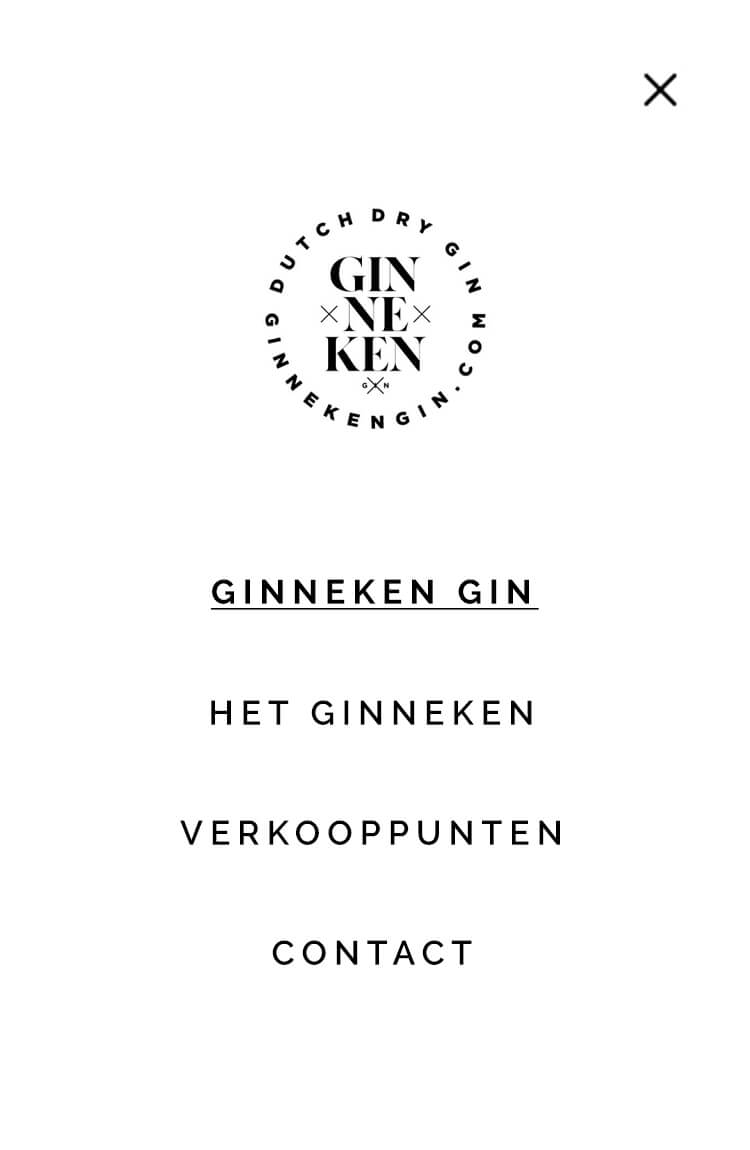 DUTCH DRY GIN
GIN
×NE×
KEN
G N
GINNEKENGIN.COM
GINNEKEN GIN
HET GINNEKEN
VERKOOPPUNTEN
CONTACT